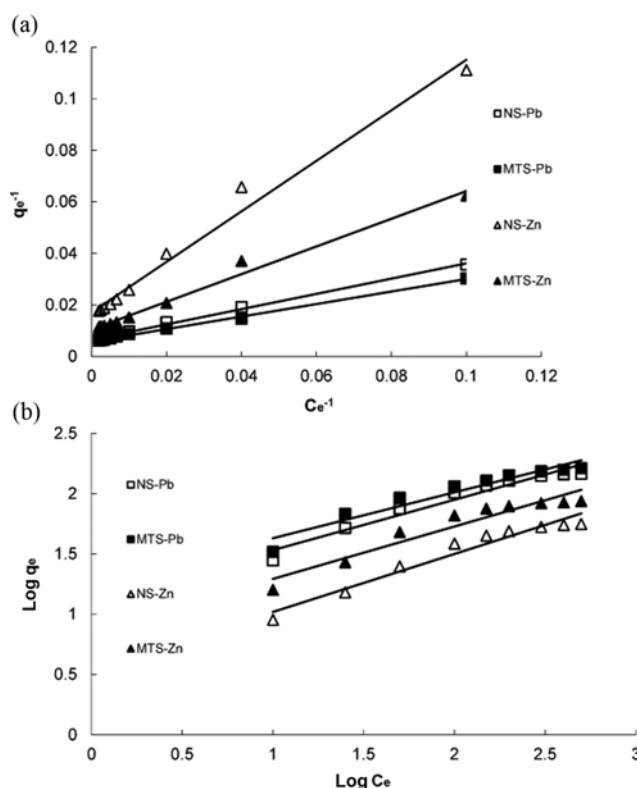 (a)
0.12
0.1
0.08
0.06
0.04
0.02
0
qe-1
0
0.02
0.04
0.06
0.08
0.1
0.12
Ce-1
NS-Pb
MTS-Pb
NS-Zn
MTS-Zn
(b)
2.5
2
1.5
1
0.5
0
Log qe
0
0.5
1
1.5
2
2.5
3
Log Ce
NS-Pb
MTS-Pb
NS-Zn
MTS-Zn